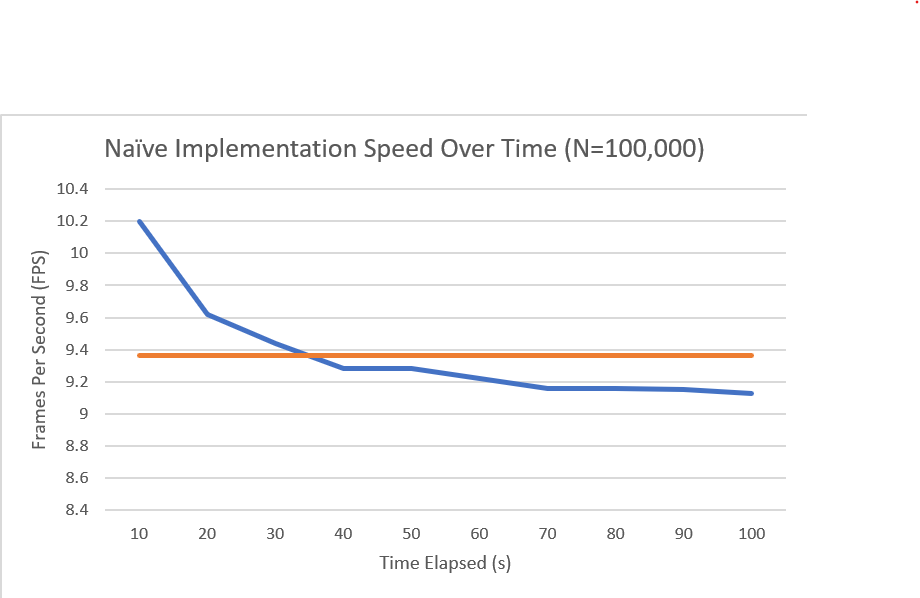 Naïve Implementation Speed Over Time (N=100,000)
10.4
10.2
10
9.8
9.6
9.4
9.2
9
8.8
8.6
8.4
Frames Per Second (FPS)
10 20 30 40 50 60 70 80 90 100
Time Elapsed (s)